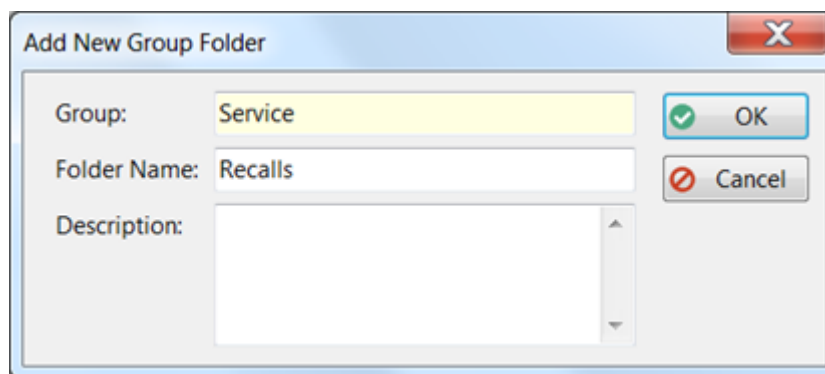 Add New Group Folder
Group: Service
OK
Folder Name: Recalls
Cancel
Description: